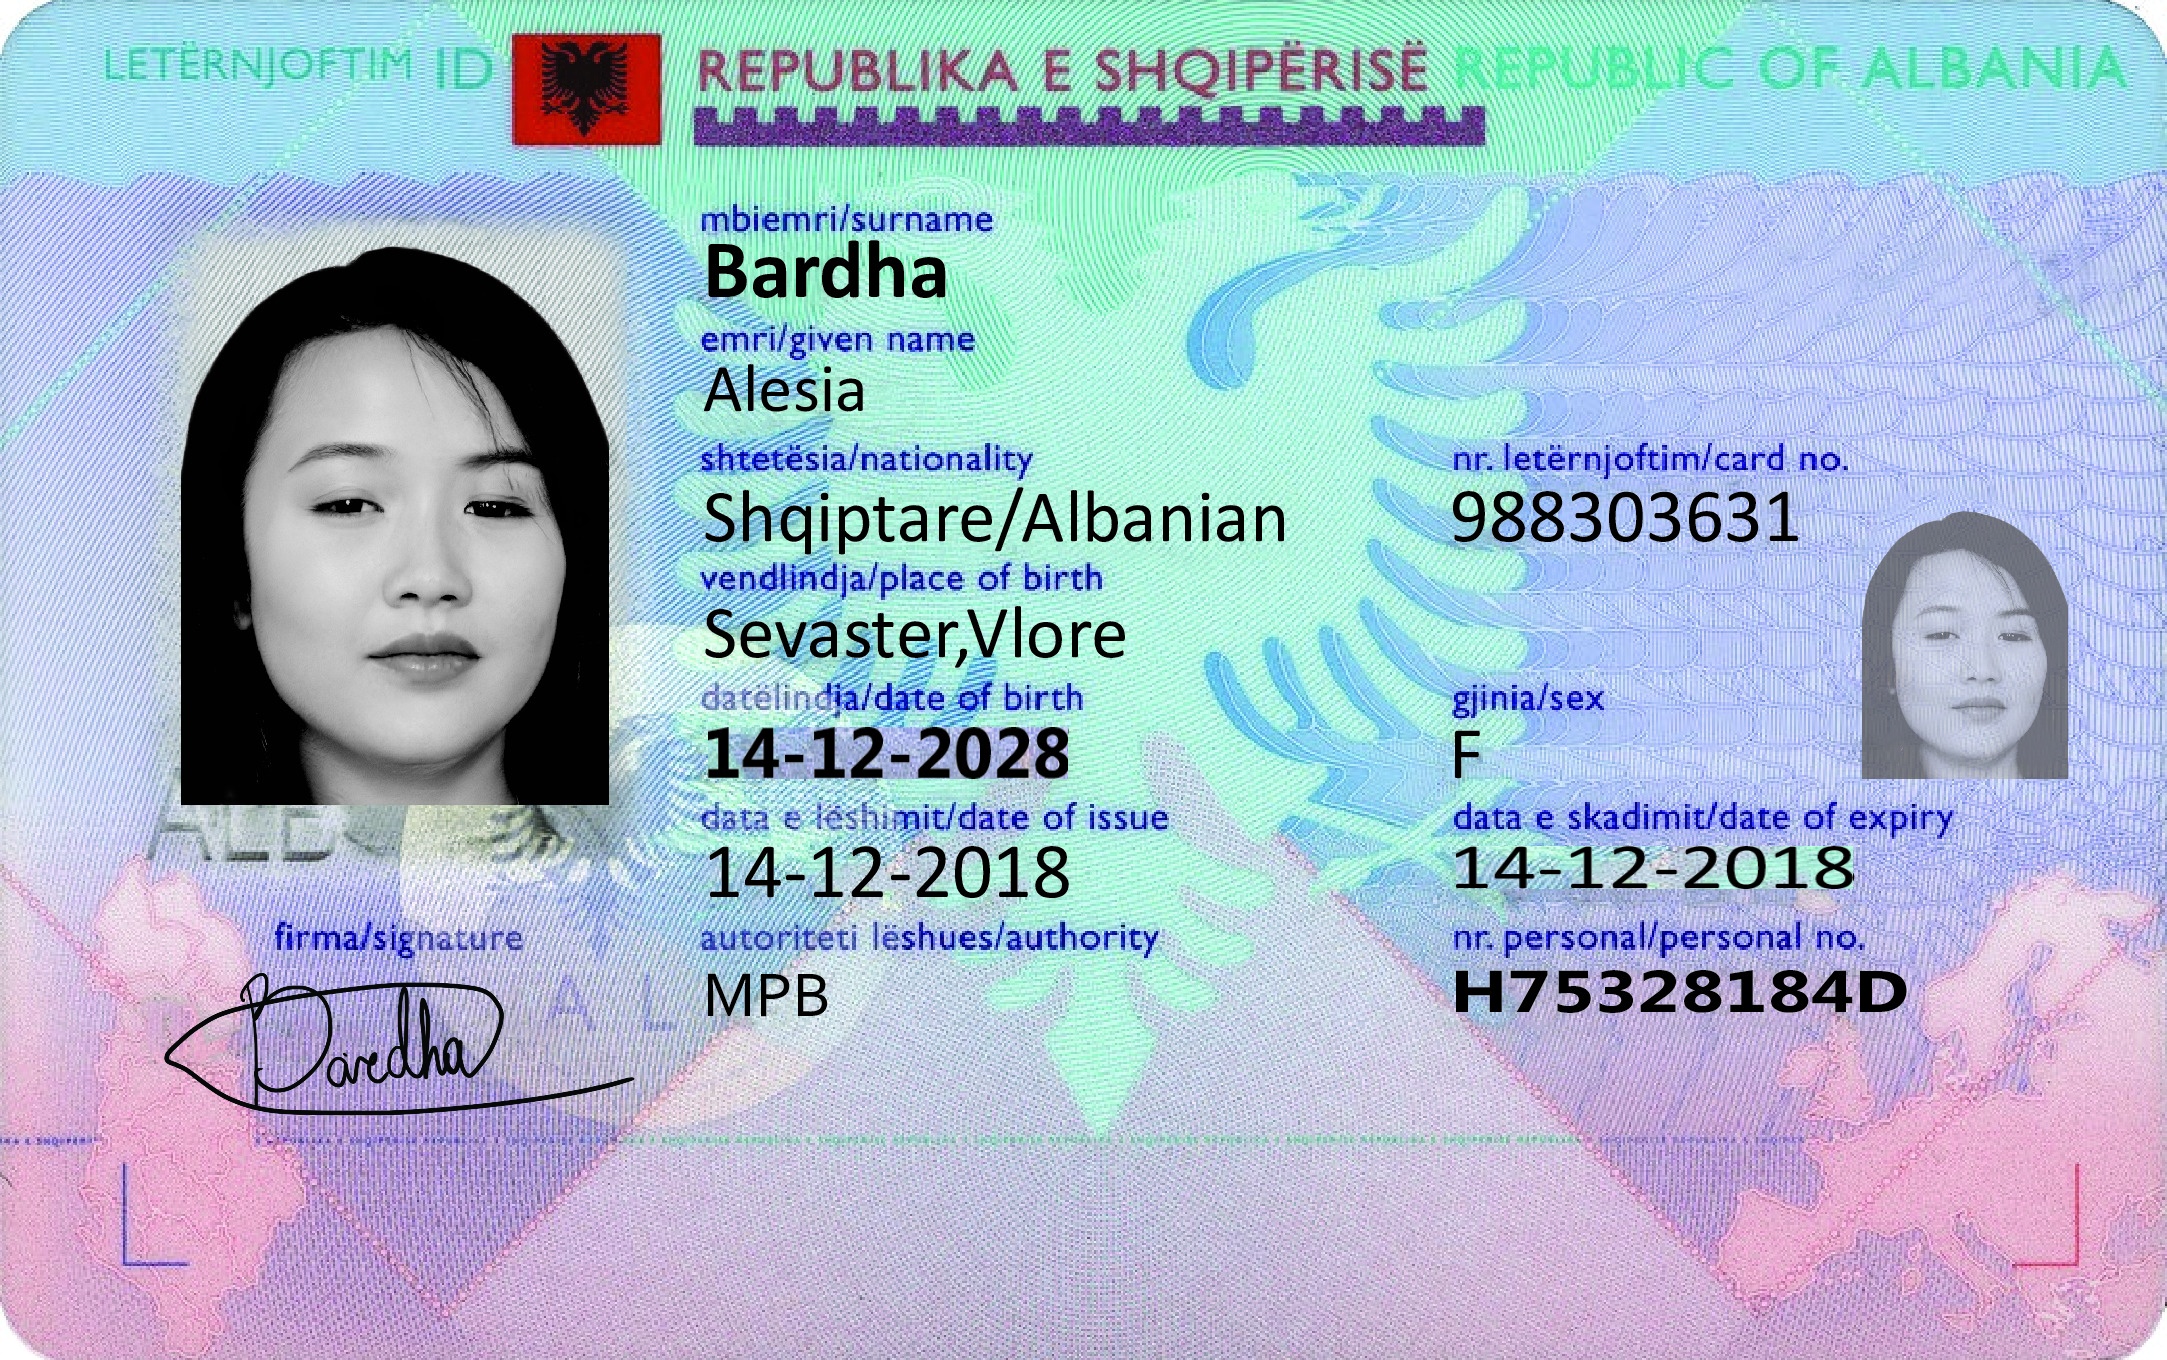 LETËRNJOFTIM ID REPUBLIKA E SHQIPËRISË REPUBLIC OF ALBANIA
mbiemri/surname
Bardha
emri/given name
Alesia
shtetësia/nationality nr. letërnjoftim/card no.
Shqiptare/Albanian 988303631
vendlindja/place of birth
Sevaster,Vlore
datëlindja/date of birth gjinia/sex
14-12-2028 F
data e lëshimit/date of issue data e skadimit/date of expiry
14-12-2018 14-12-2018
firma/signature autoriteti lëshues/authority nr. personal/personal no.
Bardha MPB H75328184D